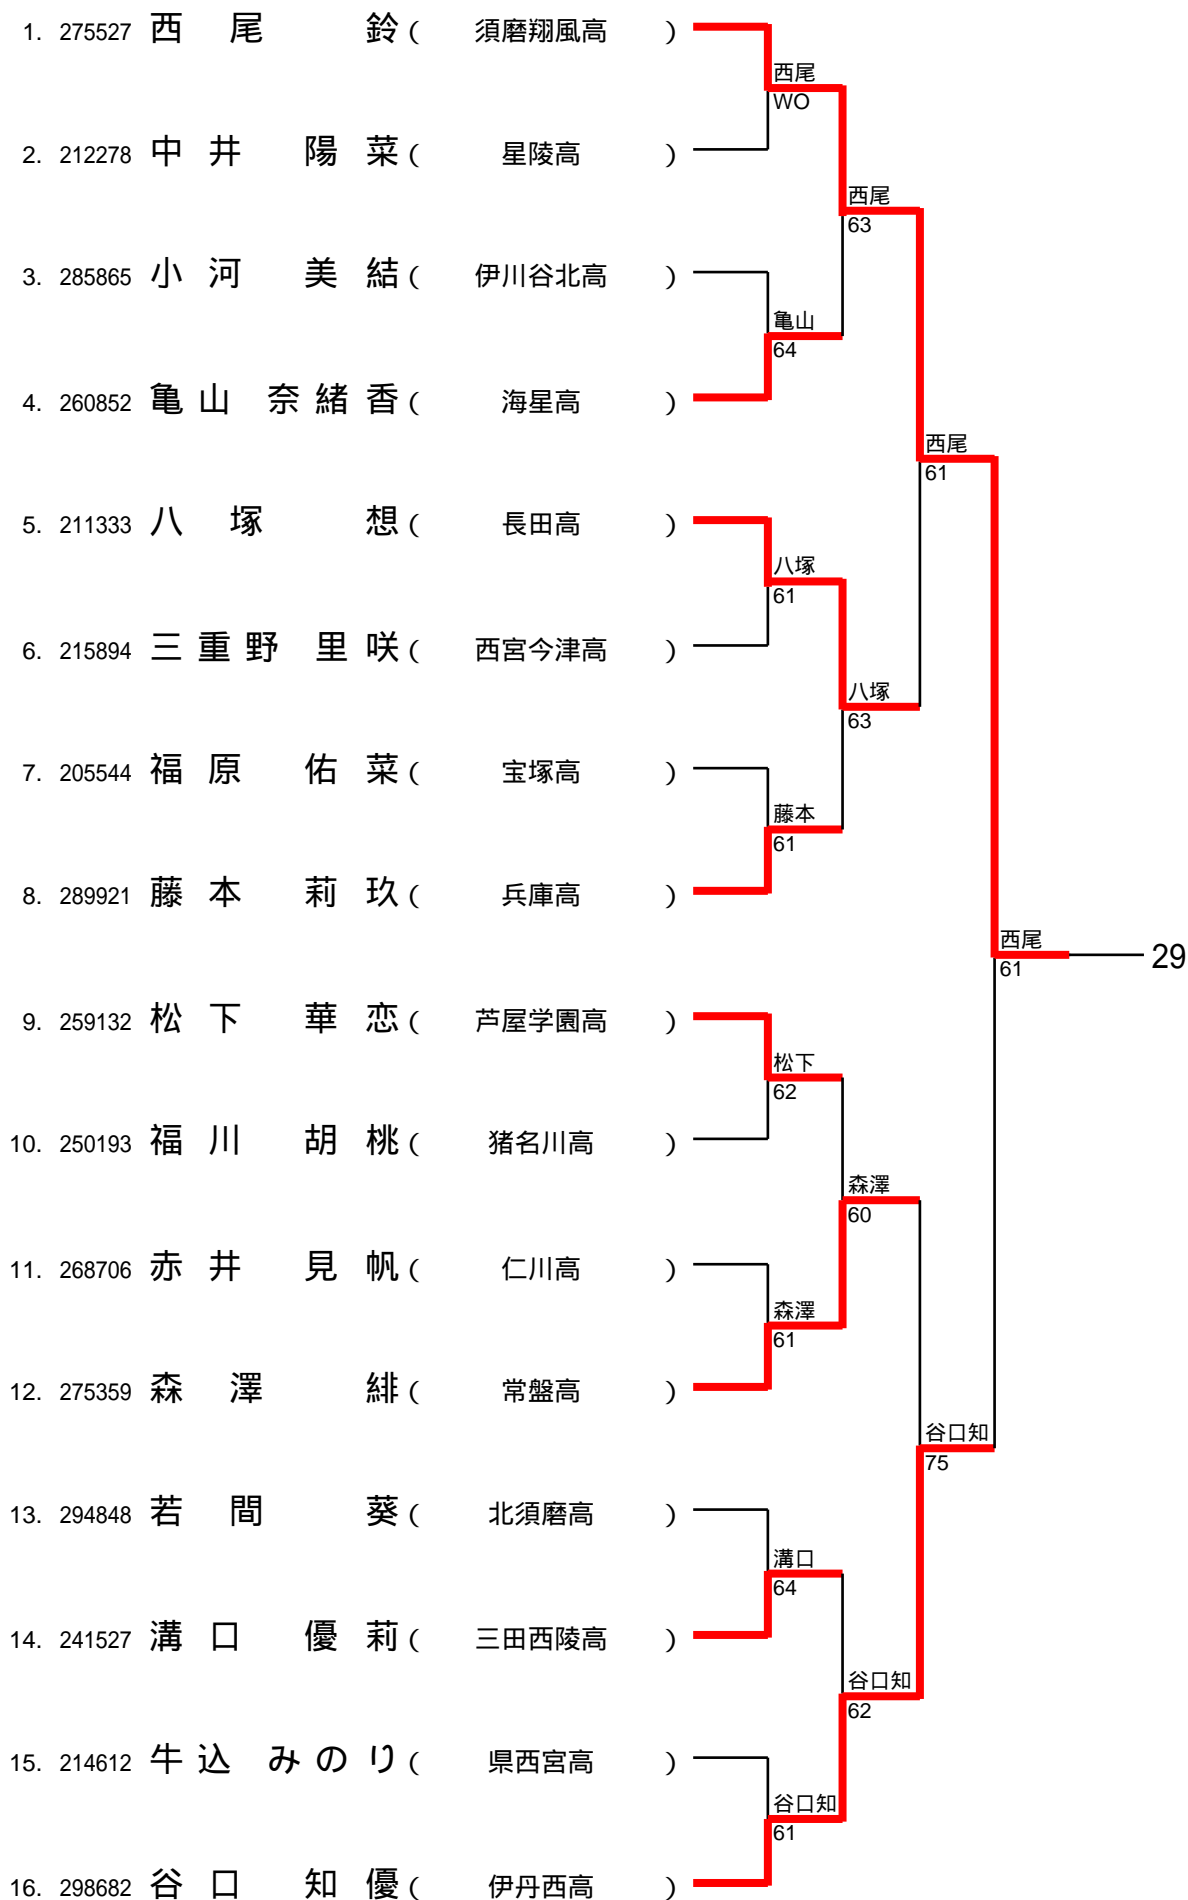 1. 275527 西尾 鈴 ( 須磨翔風高 )
西尾
WO
2. 212278 中井 陽菜 ( 星陵高 )
西尾
63
3. 285865 小河 美結 ( 伊川谷北高 )
亀山
64
4. 260852 亀山 奈緒香 ( 海星高 )
西尾
61
5. 211333 八塚 想 ( 長田高 )
八塚
61
6. 215894 三重野 里咲 ( 西宮今津高 )
八塚
63
7. 205544 福原 佑菜 ( 宝塚高 )
藤本
61
8. 289921 藤本 莉玖 ( 兵庫高 )
西尾
61
29
9. 259132 松下 華恋 ( 芦屋学園高 )
松下
62
10. 250193 福川 胡桃 ( 猪名川高 )
森澤
60
11. 268706 赤井 見帆 ( 仁川高 )
森澤
61
12. 275359 森澤 緋 ( 常盤高 )
谷口知
75
13. 294848 若間 葵 ( 北須磨高 )
溝口
64
14. 241527 溝口 優莉 ( 三田西陵高 )
谷口知
62
15. 214612 牛込 みのり ( 県西宮高 )
谷口知
61
16. 298682 谷口 知優 ( 伊丹西高 )